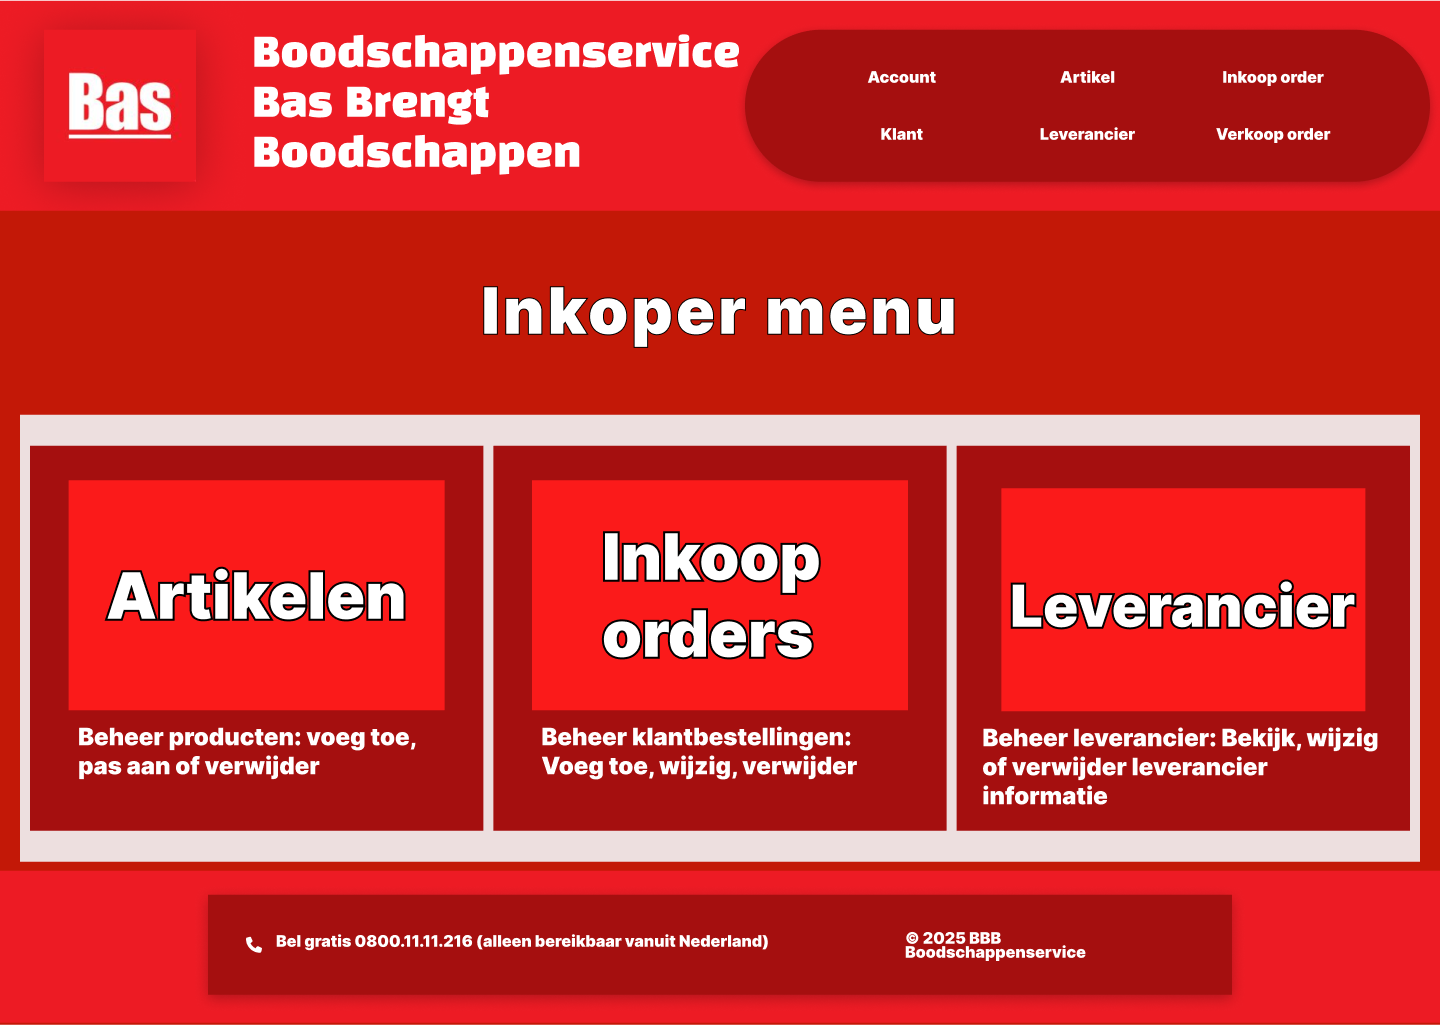 Bas
Boodschappenservice
Bas Brengt
Boodschappen
Account
Artikel
Inkoop order
Klant
Leverancier
Verkoop order
Inkoper menu
Artikelen
Beheer producten: voeg toe,
pas aan of verwijder
Inkoop
orders
Beheer klantbestellingen:
Voeg toe, wijzig, verwijder
Leverancier
Beheer leverancier: Bekijk, wijzig
of verwijder leverancier
informatie
Bel gratis 0800.11.11.216 (alleen bereikbaar vanuit Nederland)
© 2025 BBB
Boodschappenservice